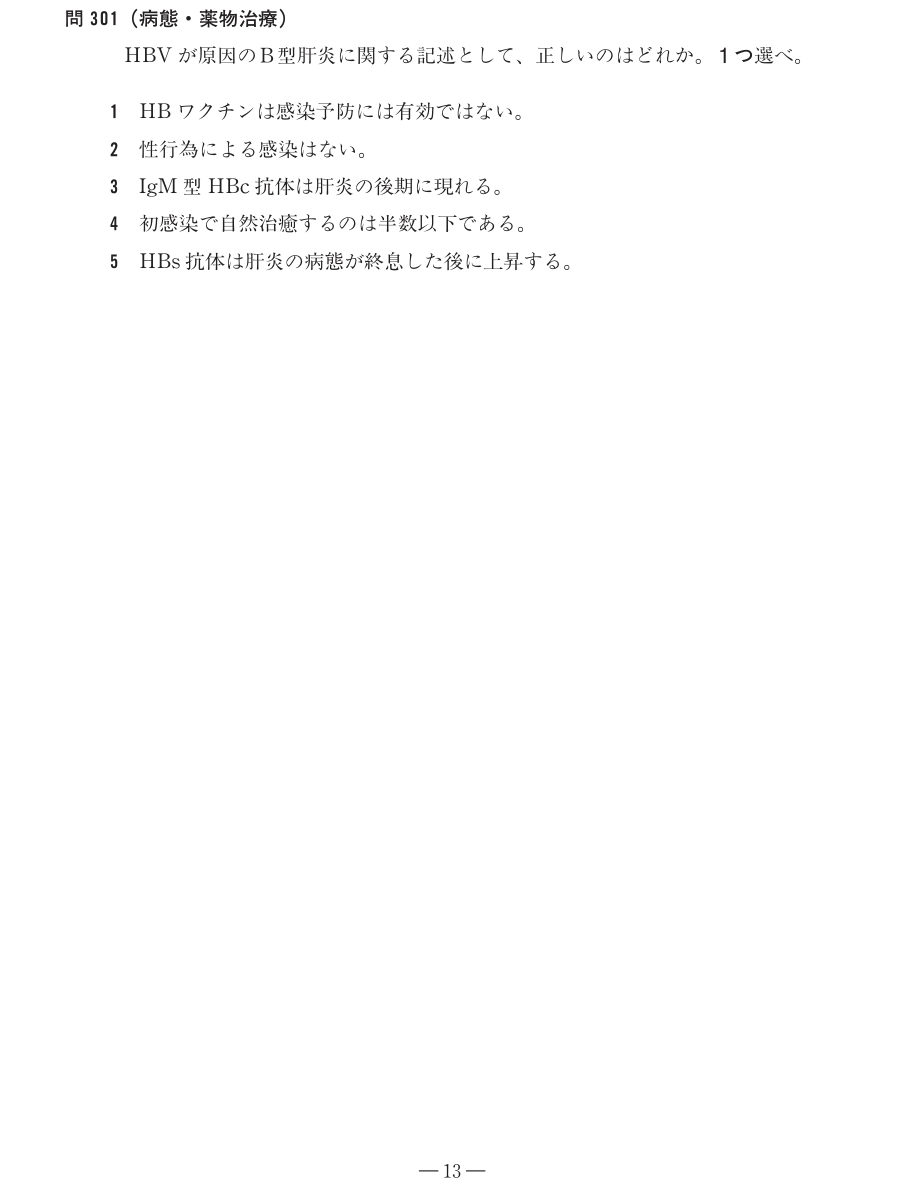 問 301（病態・薬物治療）
HBV が原因のB型肝炎に関する記述として、正しいのはどれか。1つ選べ。
1 HB ワクチンは感染予防には有効ではない。
2 性行為による感染はない。
3 IgM 型 HBc 抗体は肝炎の後期に現れる。
4 初感染で自然治癒するのは半数以下である。
5 HBs 抗体は肝炎の病態が終息した後に上昇する。
— 13 —